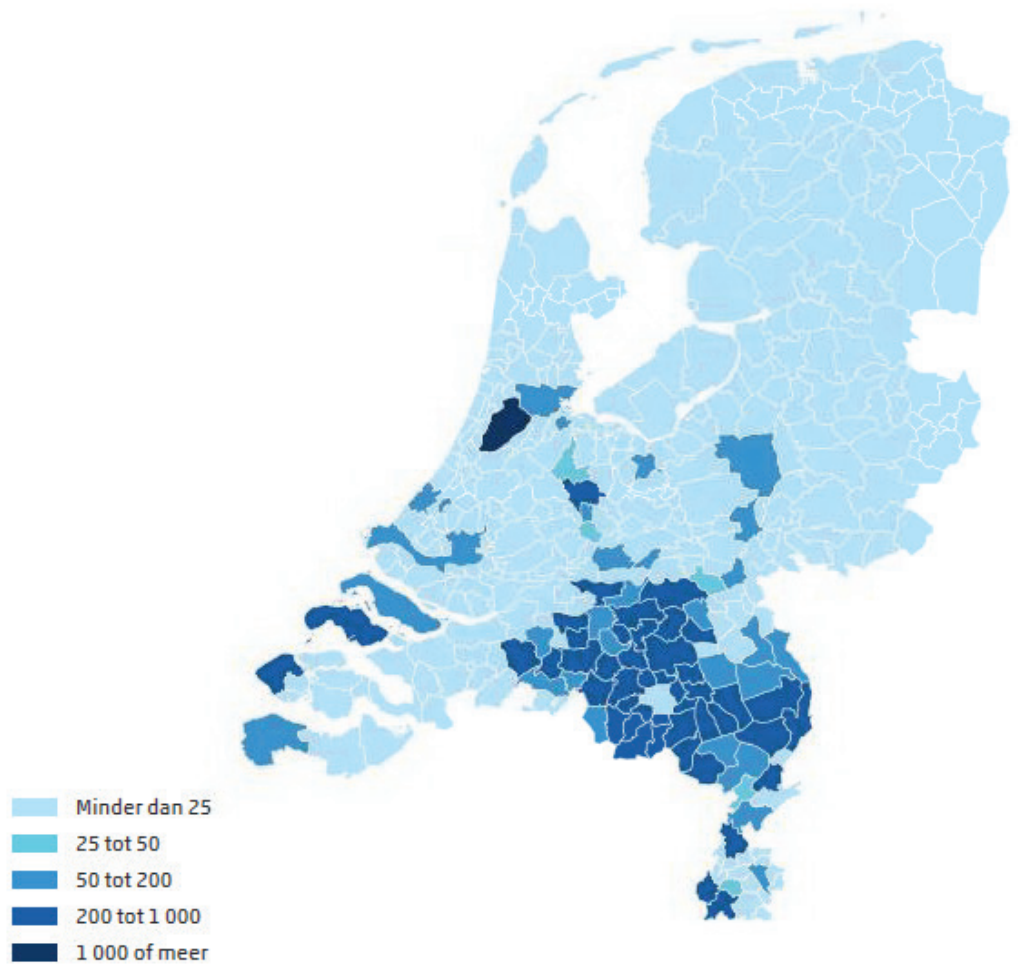 Minder dan 25
25 tot 50
50 tot 200
200 tot 1 000
1 000 of meer